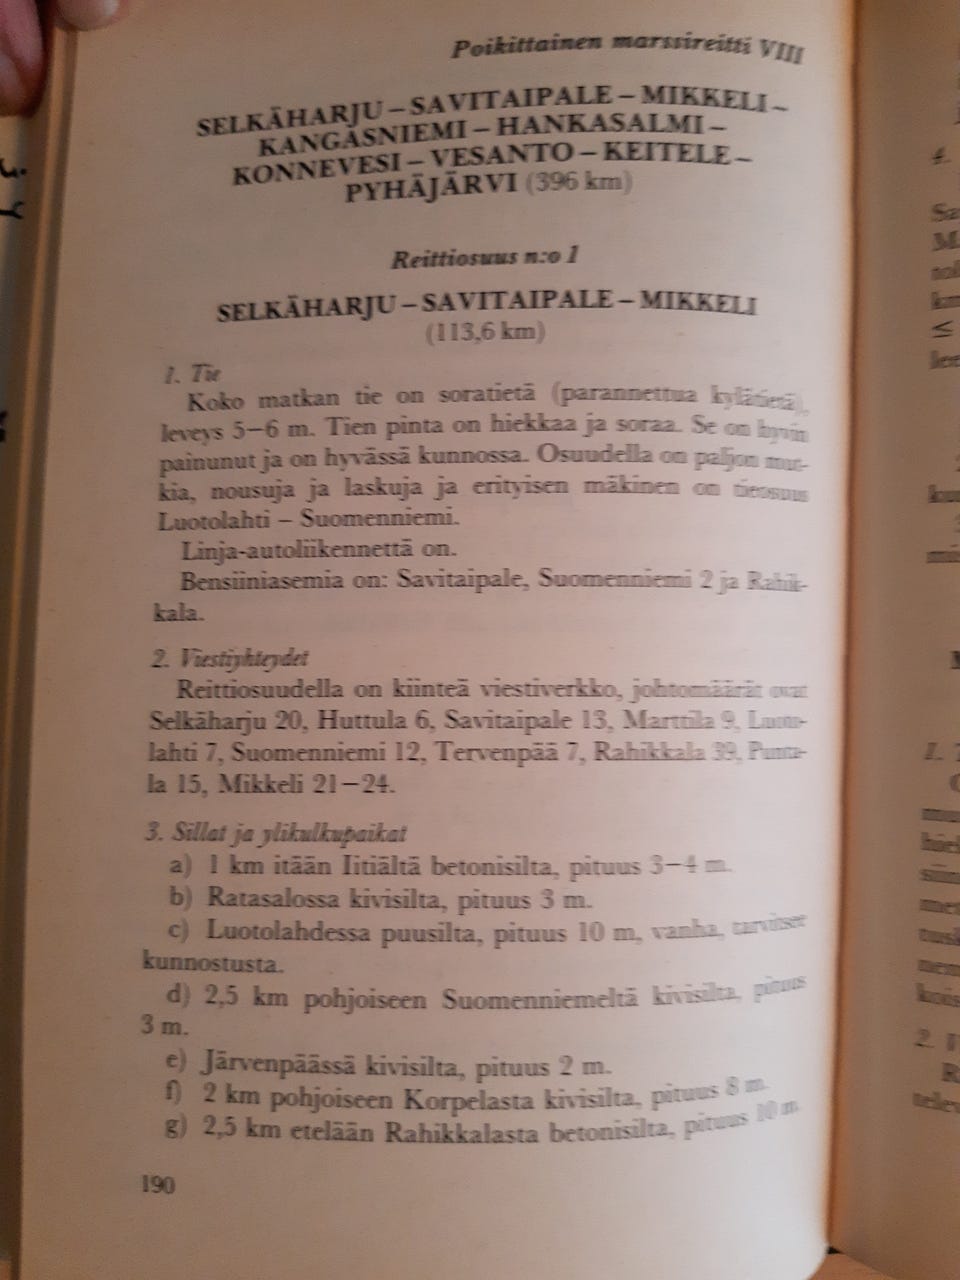 Poikittainen marssireitti VIII
SELKÄHARJU – SAVITAIPALE – MIKKELI –
KANGASNIEMI – HANKASALMI –
KONNEVESI – VESANTO – KEITELE –
PYHÄJÄRVI (396 km)
Reittiosuus n:o 1
SELKÄHARJU – SAVITAIPALE – MIKKELI
(113,6 km)
1. Tie
Koko matkan tie on soratietä (parannettua kylätietä),
leveys 5–6 m. Tien pinta on hiekkaa ja soraa. Se on hyvin
painunut ja on hyvässä kunnossa. Osuudella on paljon mut-
kia, nousuja ja laskuja ja erityisen mäkinen on tieosuus
Luotolahti – Suomenniemi.
Linja-autoliikennettä on.
Bensiiniasemia on: Savitaipale, Suomenniemi 2 ja Rahik-
kala.
2. Viestiyhteydet
Reittiosuudella on kiinteä viestiverkko, johtomäärät ovat
Selkäharju 20, Huttula 6, Savitaipale 13, Marttila 9, Luoto-
lahti 7, Suomenniemi 12, Tervenpää 7, Rahikkala 39, Punta-
la 15, Mikkeli 21–24.
3. Sillat ja ylikulkupaikat
a) 1 km itään Iitiältä betonisilta, pituus 3–4 m.
b) Ratasalossa kivisilta, pituus 3 m.
c) Luotolahdessa puusilta, pituus 10 m, vanha, tarvitsee
kunnostusta.
d) 2,5 km pohjoiseen Suomenniemeltä kivisilta, pituus
3 m.
e) Järvenpäässä kivisilta, pituus 2 m.
f) 2 km pohjoiseen Korpelasta kivisilta, pituus 8 m.
g) 2,5 km etelään Rahikkalasta betonisilta, pituus 10 m.
190